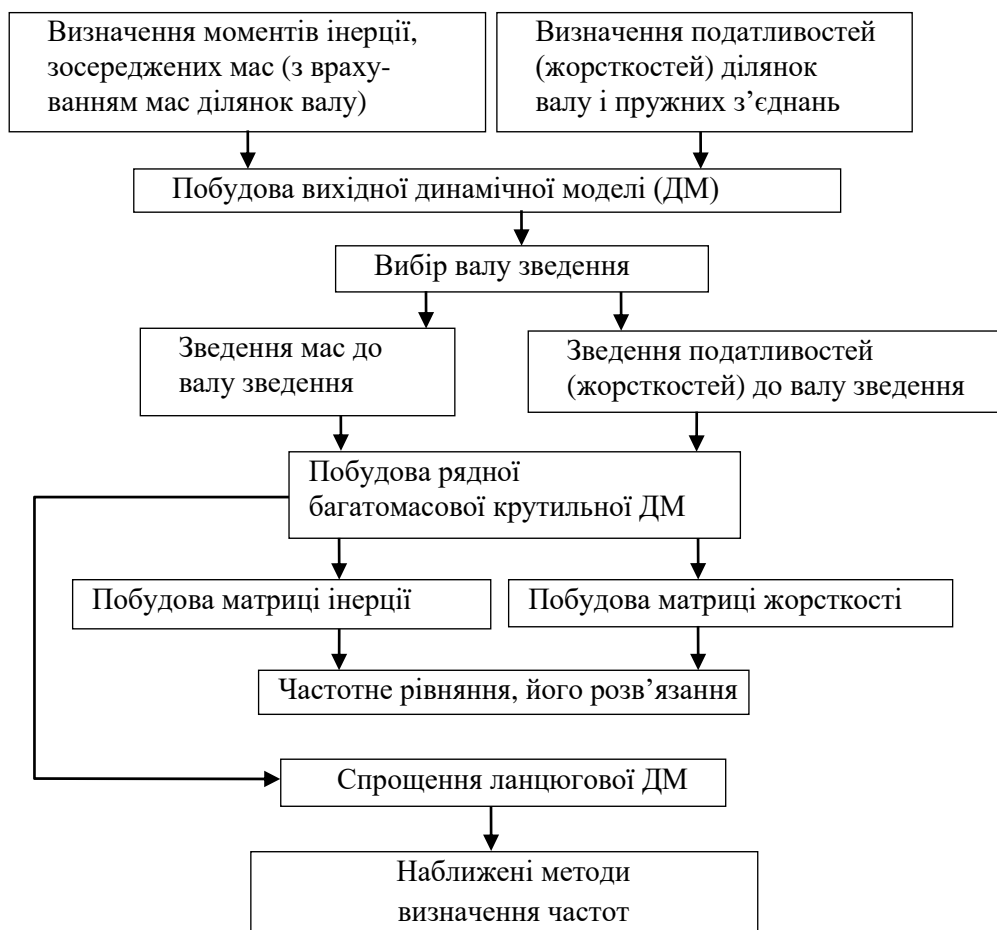 Визначення моментів інерції,
зосереджених мас (з враху-
ванням мас ділянок валу)
Визначення податливостей
(жорсткостей) ділянок
валу і пружних з’єднань
Побудова вихідної динамічної моделі (ДМ)
Вибір валу зведення
Зведення мас до
валу зведення
Зведення податливостей
(жорсткостей) до валу зведення
Побудова рядної
багатомасової крутильної ДМ
Побудова матриці інерції
Побудова матриці жорсткості
Частотне рівняння, його розв’язання
Спрощення ланцюгової ДМ
Наближені методи
визначення частот